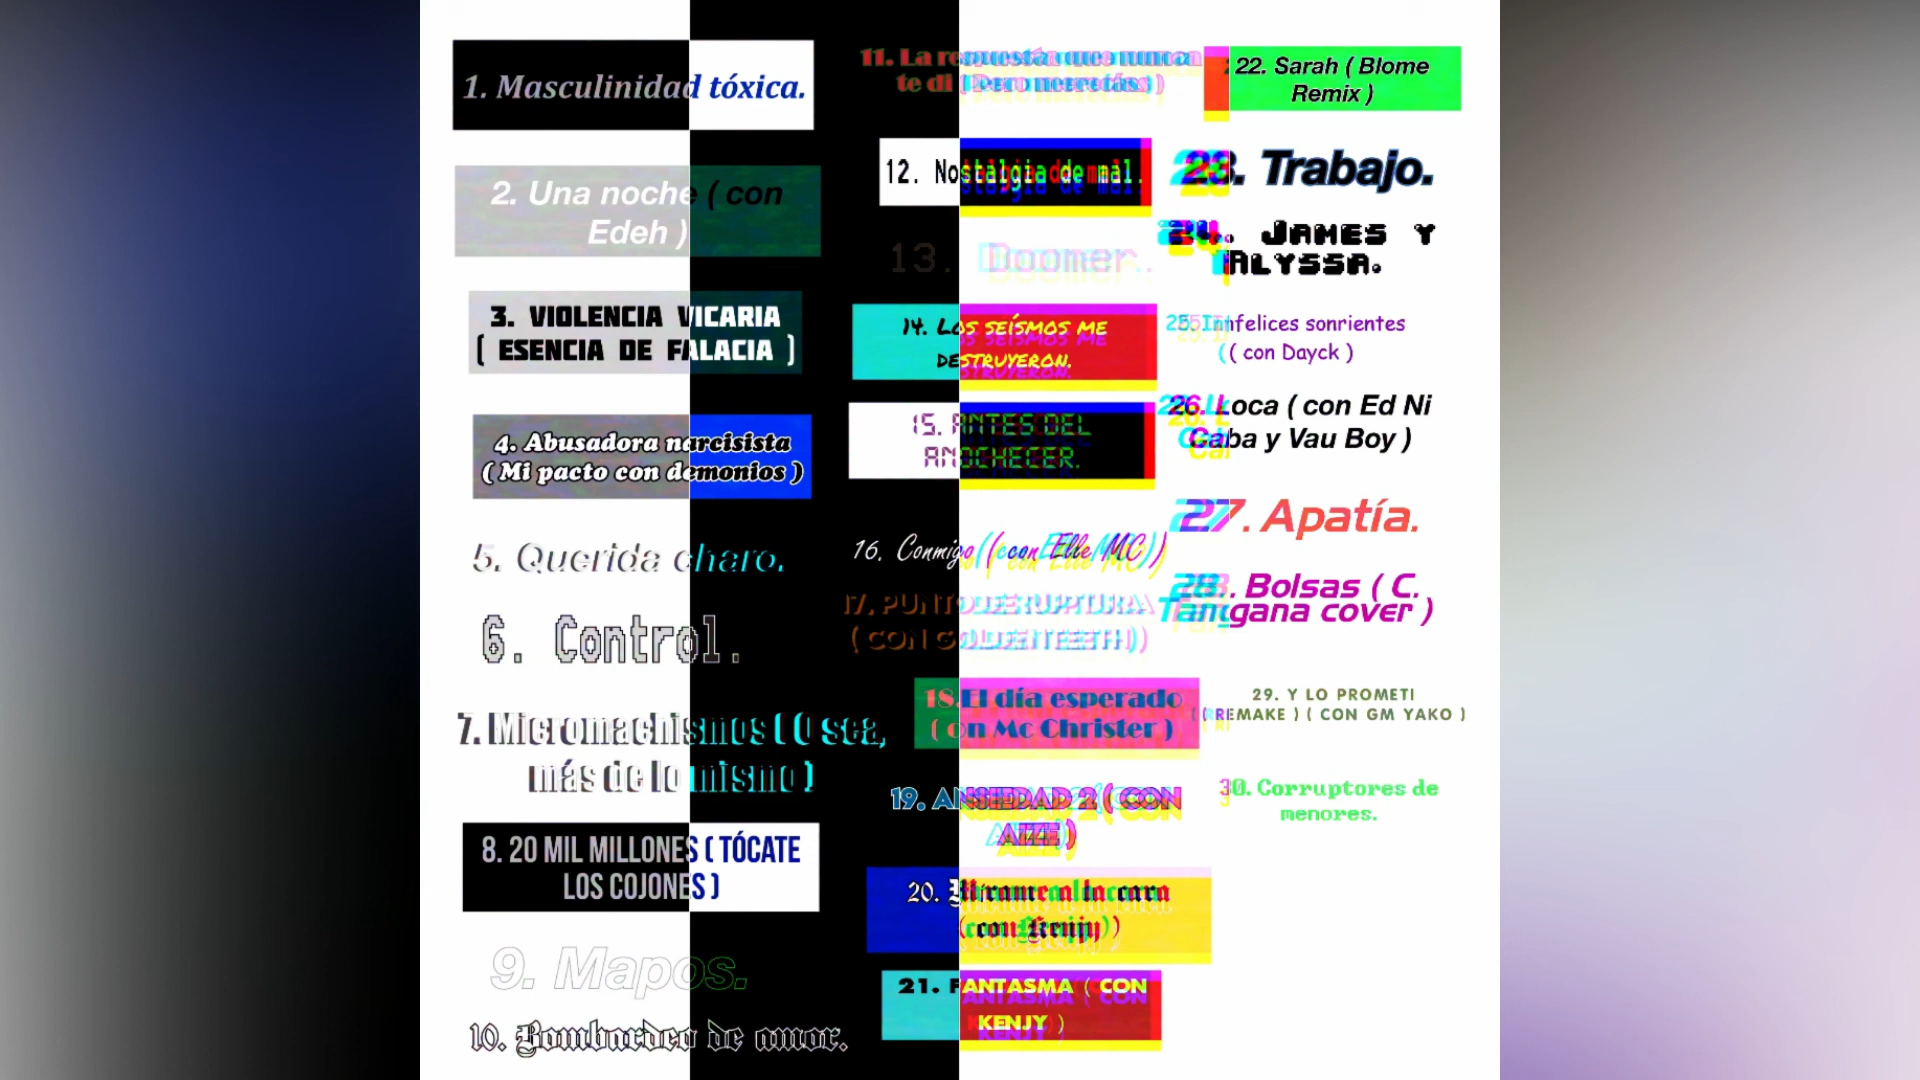 1. Masculinidad tóxica.
2. Una noche ( con
Edeh )
3. VIOLENCIA VICARIA
( ESENCIA DE FALACIA )
4. Abusadora narcisista
( Mi pacto con demonios )
5. Querida charo.
6. Control.
7. Micromachismos ( O sea,
más de lo mismo )
8. 20 MIL MILLONES ( TÓCATE
LOS COJONES )
9. Mapos.
10. Bombardeo de amor.
11. La respuesta que nunca
te di ( Pero
12. Nostalgia de mal.
13. Doomer.
14. LOS SEÍSMOS ME
DESTRUYERON.
15. ANTES DEL
ANOCHECER.
16. Conmigo ( con Elle MC )
17. PUNTO DE RUPTURA
( CON GOLDENTEETH )
18. El día esperado
( con Mc Christer )
19. ANSIEDAD 2 ( CON
AIZE )
20. Mírame a la cara
( con Kenjy )
21. FANTASMA ( CON
KENJY )
22. Sarah ( Blome
Remix )
23. Trabajo.
24. JAMES Y
ALYSSA.
25. Infelices sonrientes
( con Dayck )
26. Loca ( con Ed Ni
Caba y Vau Boy )
27. Apatía.
28. Bolsas ( C.
Tangana cover )
29. Y LO PROMETI
( REMAKE ) ( CON GM YAKO )
30. Corruptores de
menores.